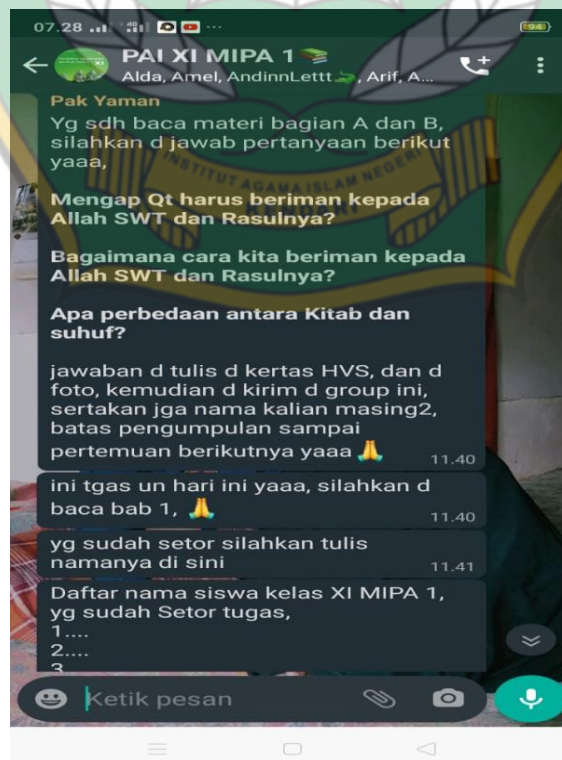 07.28
94
PAI XI MIPA 1
Alda, Amel, AndinnLettt, Arif, A...
Pak Yaman
Yg sdh baca materi bagian A dan B,
silahkan d jawab pertanyaan berikut
yaaa,
INSTITUT AGAMA ISLAM NEGERI
Mengap Qt harus beriman kepada
Allah SWT dan Rasulnya?
Bagaimana cara kita beriman kepada
Allah SWT dan Rasulnya?
Apa perbedaan antara Kitab dan
suhuf?
jawaban d tulis d kertas HVS, dan d
foto, kemudian d kirim d group ini,
sertakan jga nama kalian masing2,
batas pengumpulan sampai
pertemuan berikutnya yaaa 🙏 11.40
ini tgas un hari ini yaaa, silahkan d
baca bab 1, 🙏 11.40
yg sudah setor silahkan tulis
namanya di sini 11.41
Daftar nama siswa kelas XI MIPA 1,
yg sudah Setor tugas,
1....
2....
3
Ketik pesan